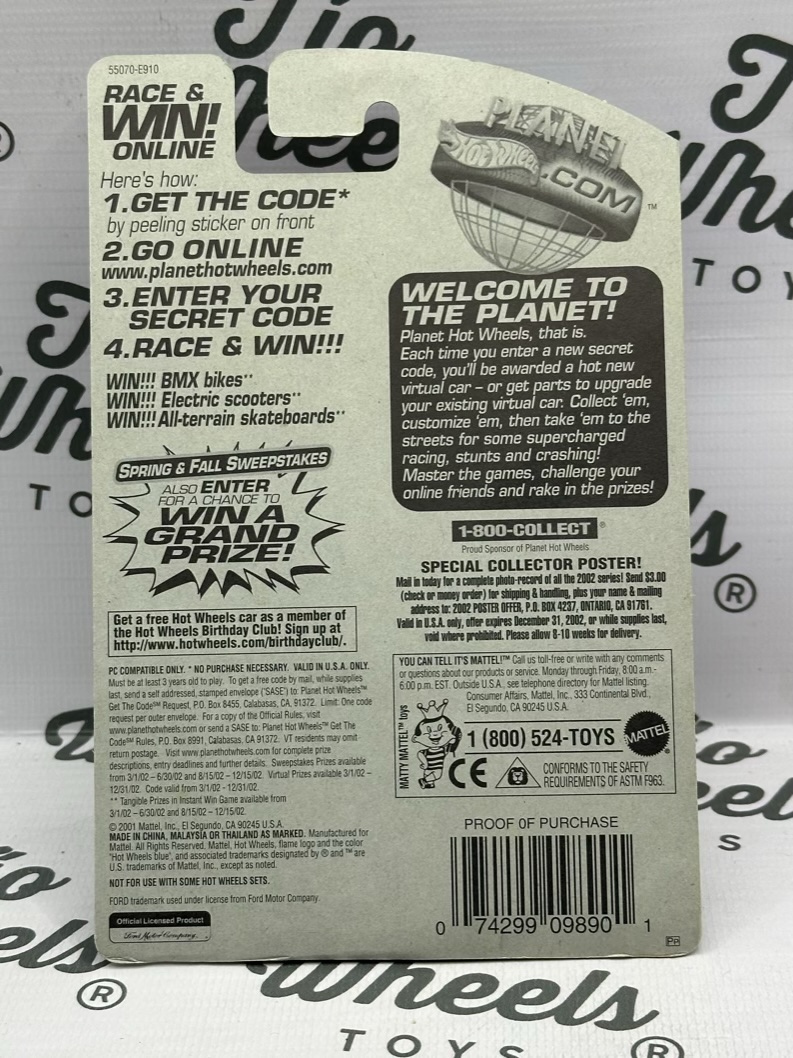 55070-E910
RACE &
WIN!
ONLINE
Here's how:
1.GET THE CODE*
by peeling sticker on front
2.GO ONLINE
www.planethotwheels.com
3.ENTER YOUR
SECRET CODE
4.RACE & WIN!!!
WIN!!! BMX bikes**
WIN!!! Electric scooters**
WIN!!! All-terrain skateboards**
SPRING & FALL SWEEPSTAKES
ALSO ENTER
FOR A CHANCE TO
WIN A
GRAND
PRIZE!
Get a free Hot Wheels car as a member of
the Hot Wheels Birthday Club! Sign up at
http://www.hotwheels.com/birthdayclub/.
PC COMPATIBLE ONLY. * NO PURCHASE NECESSARY. VALID IN U.S.A. ONLY.
Must be at least 3 years old to play. To get a free code by mail, while supplies
last, send a self addressed, stamped envelope ('SASE') to: Planet Hot Wheels™
Get The Code℠ Request, P.O. Box 8455, Calabasas, CA, 91372. Limit: One code
request per outer envelope. For a copy of the Official Rules, visit
www.planethotwheels.com or send a SASE to: Planet Hot Wheels™ Get The
Code℠ Rules, P.O. Box 8991, Calabasas, CA 91372. VT residents may omit
return postage. Visit www.planethotwheels.com for complete prize
descriptions, entry deadlines and further details. Sweepstakes Prizes available
from 3/1/02 – 6/30/02 and 8/15/02 - 12/15/02. Virtual Prizes available 3/1/02 –
12/31/02. Code valid from 3/1/02 - 12/31/02.
** Tangible Prizes in Instant Win Game available from
3/1/02 – 6/30/02 and 8/15/02 - 12/15/02.
© 2001 Mattel, Inc., El Segundo, CA 90245 U.S.A.
MADE IN CHINA, MALAYSIA OR THAILAND AS MARKED. Manufactured for
Mattel. All Rights Reserved. Mattel, Hot Wheels, flame logo and the color
"Hot Wheels blue", and associated trademarks designated by ® and ™ are
U.S. trademarks of Mattel, Inc., except as noted.
NOT FOR USE WITH SOME HOT WHEELS SETS.
FORD trademark used under license from Ford Motor Company.
Official Licensed Product
Ford Motor Company,
PLANET
HOT WHEELS
.COM ™
WELCOME TO
THE PLANET!
Planet Hot Wheels, that is.
Each time you enter a new secret
code, you'll be awarded a hot new
virtual car – or get parts to upgrade
your existing virtual car. Collect 'em,
customize 'em, then take 'em to the
streets for some supercharged
racing, stunts and crashing!
Master the games, challenge your
online friends and rake in the prizes!
1-800-COLLECT ®
Proud Sponsor of Planet Hot Wheels
SPECIAL COLLECTOR POSTER!
Mail in today for a complete photo-record of all the 2002 series! Send $3.00
(check or money order) for shipping & handling, plus your name & mailing
address to: 2002 POSTER OFFER, P.O. BOX 4237, ONTARIO, CA 91761.
Valid in U.S.A. only, offer expires December 31, 2002, or while supplies last,
void where prohibited. Please allow 8-10 weeks for delivery.
YOU CAN TELL IT'S MATTEL!™ Call us toll-free or write with any comments
or questions about our products or service. Monday through Friday, 8:00 a.m.-
6:00 p.m. EST. Outside U.S.A., see telephone directory for Mattel listing.
Consumer Affairs, Mattel, Inc., 333 Continental Blvd.,
El Segundo, CA 90245 U.S.A.
MATTY MATTEL™ toys
1 (800) 524-TOYS
MATTEL ®
CE
CONFORMS TO THE SAFETY
REQUIREMENTS OF ASTM F963.
PROOF OF PURCHASE
0 74299 09890 1
Pp
Tio
Wheels
TOYS